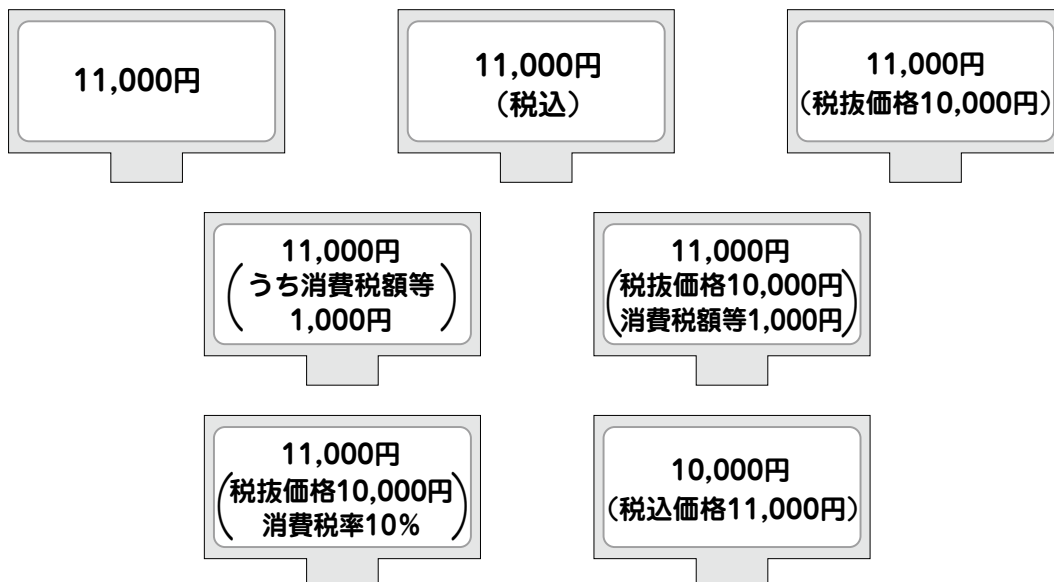 11,000円
11,000円
（税込）
11,000円
（税抜価格10,000円）
11,000円
（うち消費税額等
1,000円）
11,000円
（税抜価格10,000円
消費税額等1,000円）
11,000円
（税抜価格10,000円
消費税率10%）
10,000円
（税込価格11,000円）